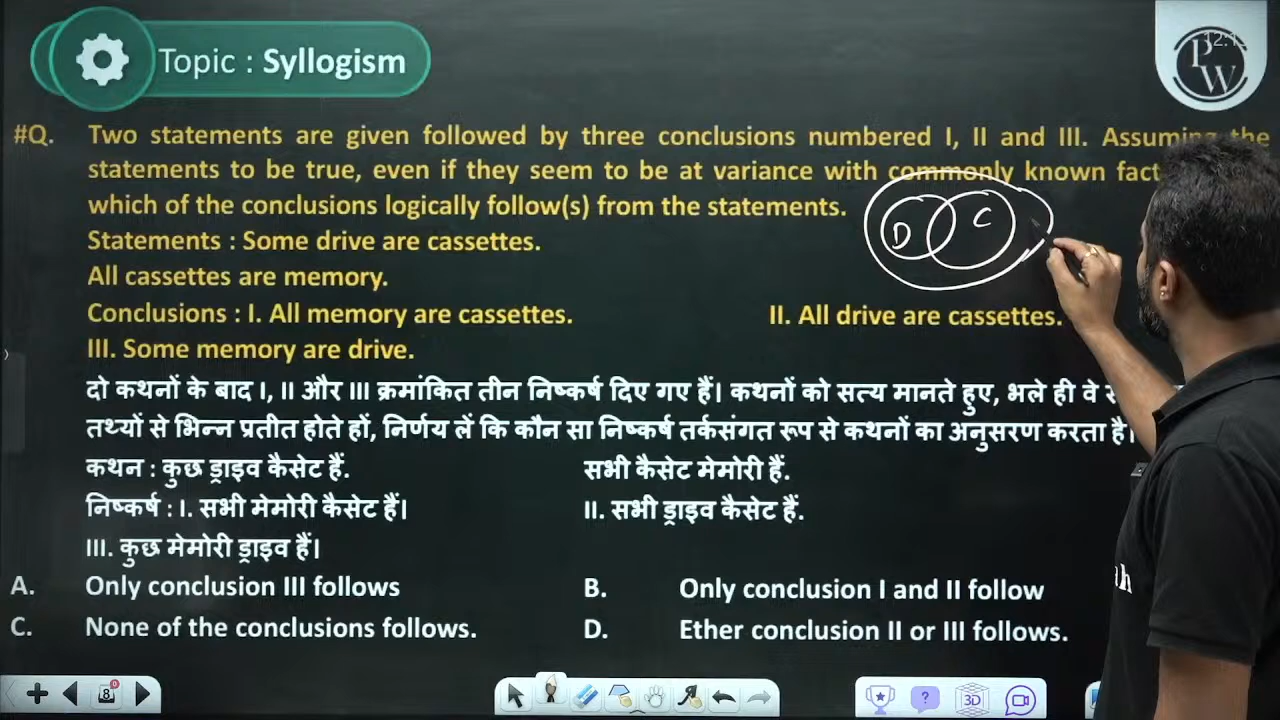 Topic : Syllogism
P
W
#Q. Two statements are given followed by three conclusions numbered I, II and III. Assuming the
statements to be true, even if they seem to be at variance with commonly known fact
which of the conclusions logically follow(s) from the statements.
D C
Statements : Some drive are cassettes.
All cassettes are memory.
Conclusions : I. All memory are cassettes. II. All drive are cassettes.
III. Some memory are drive.
दो कथनों के बाद I, II और III क्रमांकित तीन निष्कर्ष दिए गए हैं। कथनों को सत्य मानते हुए, भले ही वे
तथ्यों से भिन्न प्रतीत होते हों, निर्णय लें कि कौन सा निष्कर्ष तर्कसंगत रूप से कथनों का अनुसरण करता है।
कथन : कुछ ड्राइव कैसेट हैं. सभी कैसेट मेमोरी हैं.
निष्कर्ष : I. सभी मेमोरी कैसेट हैं। II. सभी ड्राइव कैसेट हैं.
III. कुछ मेमोरी ड्राइव हैं।
A. Only conclusion III follows B. Only conclusion I and II follow
C. None of the conclusions follows. D. Ether conclusion II or III follows.
8 0 ? 3D